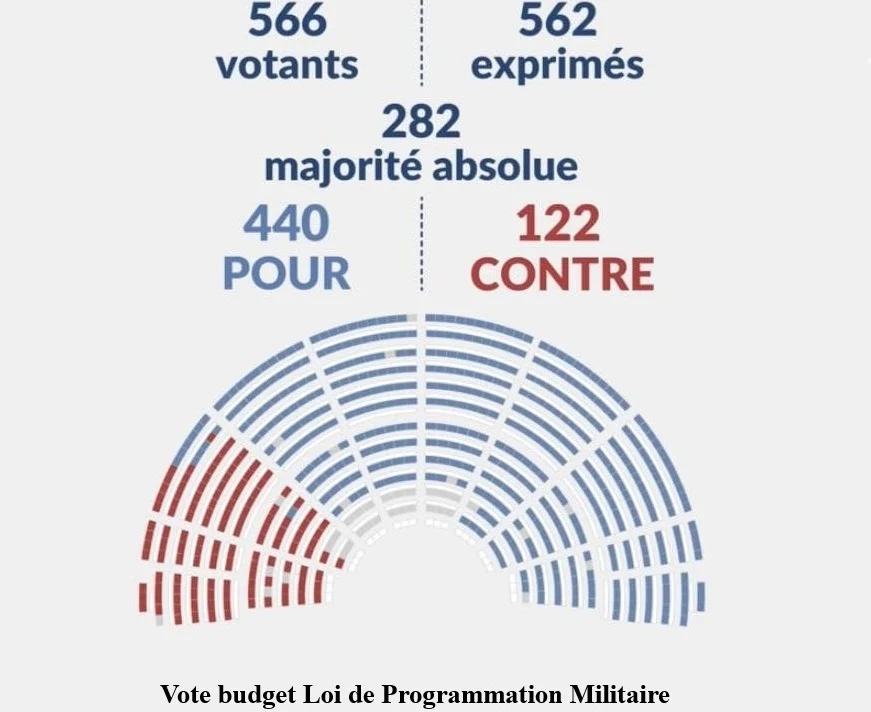 566 562
votants exprimés
282
majorité absolue
440 122
POUR CONTRE
Vote budget Loi de Programmation Militaire